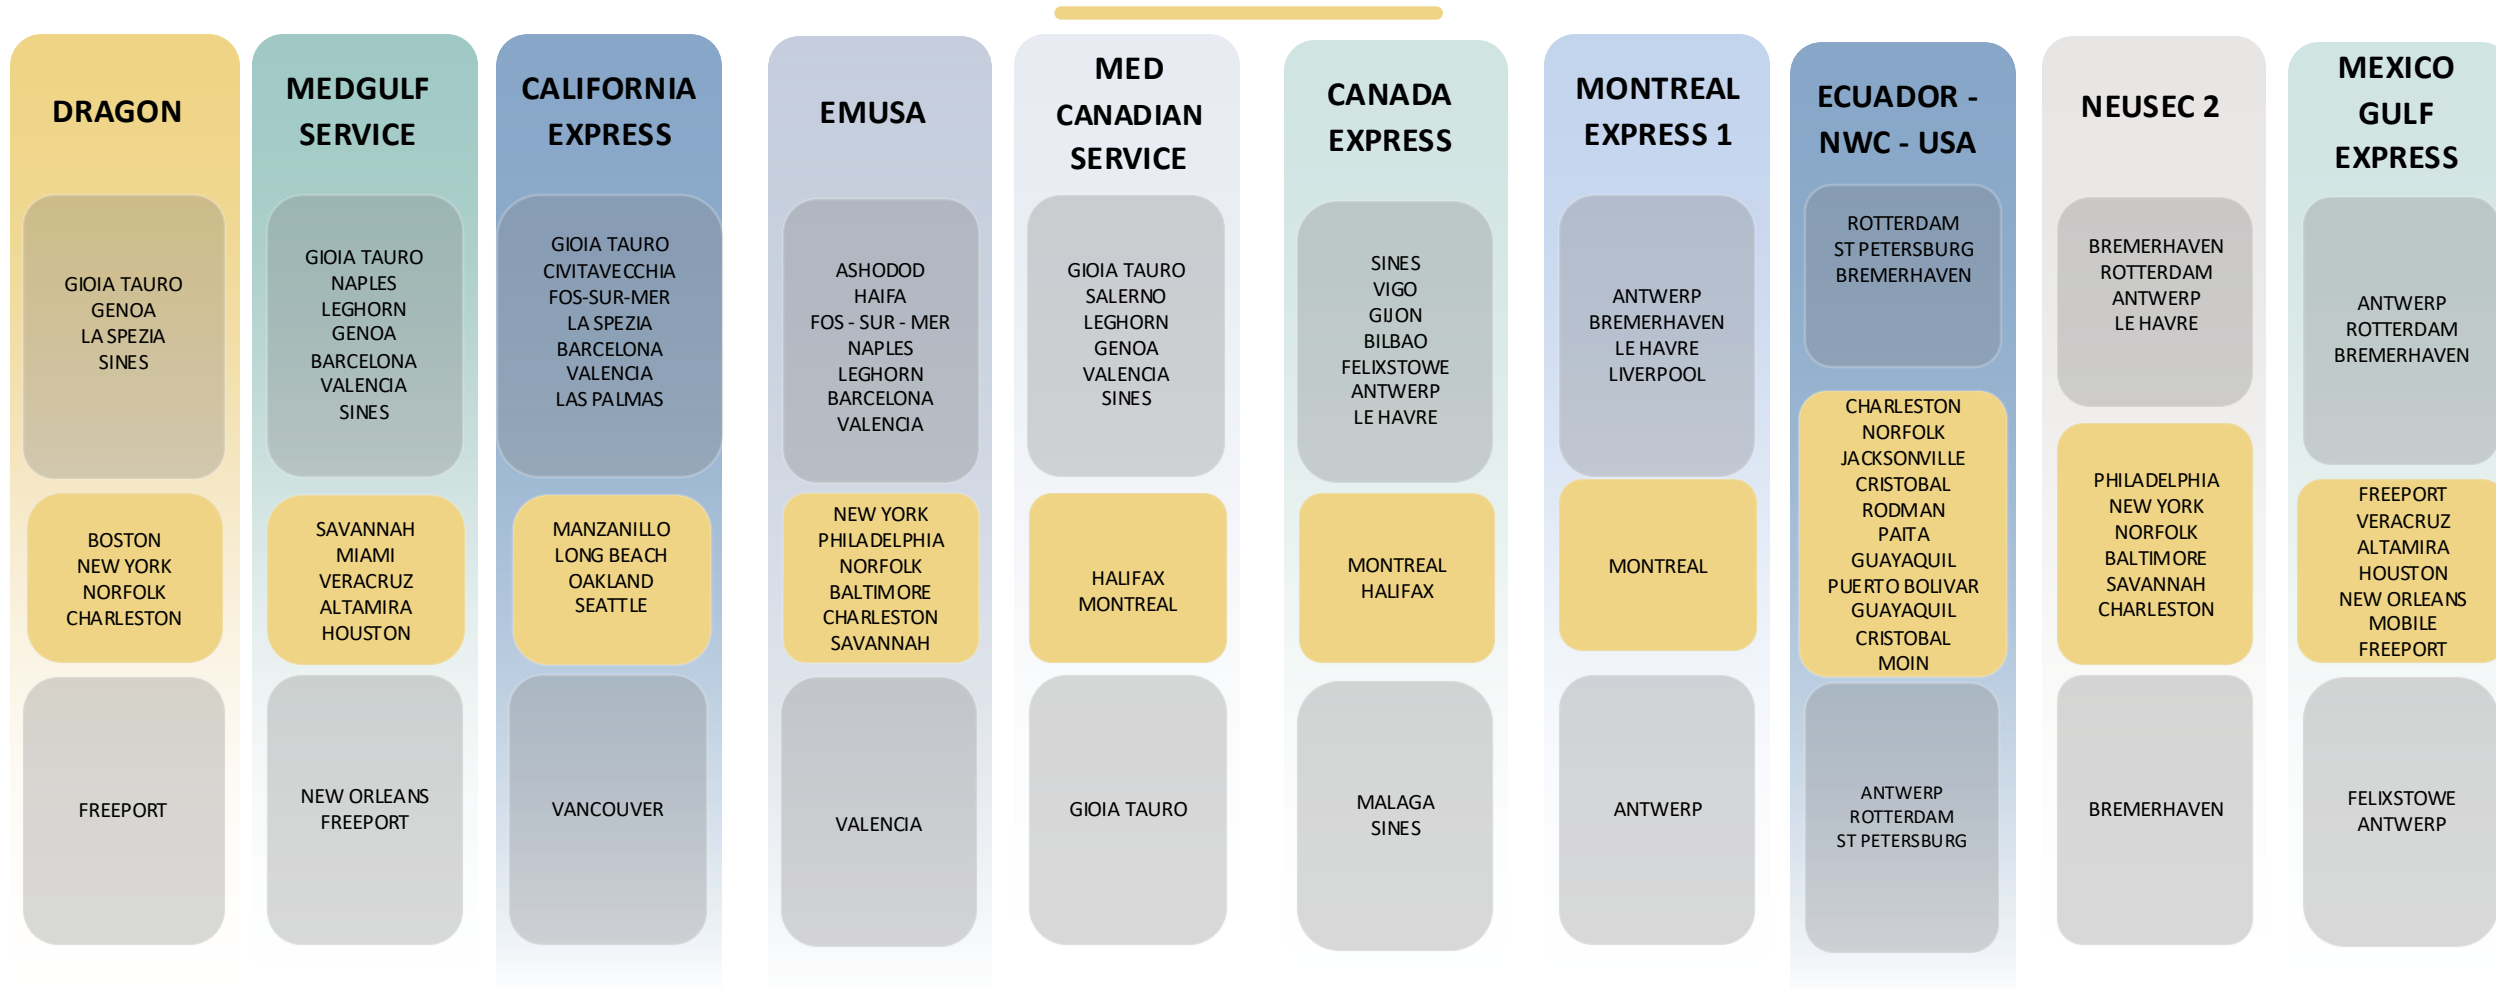 DRAGON
GIOIA TAURO
GENOA
LA SPEZIA
SINES
BOSTON
NEW YORK
NORFOLK
CHARLESTON
FREEPORT
MEDGULF
SERVICE
GIOIA TAURO
NAPLES
LEGHORN
GENOA
BARCELONA
VALENCIA
SINES
SAVANNAH
MIAMI
VERACRUZ
ALTAMIRA
HOUSTON
NEW ORLEANS
FREEPORT
CALIFORNIA
EXPRESS
GIOIA TAURO
CIVITAVECCHIA
FOS-SUR-MER
LA SPEZIA
BARCELONA
VALENCIA
LAS PALMAS
MANZANILLO
LONG BEACH
OAKLAND
SEATTLE
VANCOUVER
EMUSA
ASHODOD
HAIFA
FOS - SUR - MER
NAPLES
LEGHORN
BARCELONA
VALENCIA
NEW YORK
PHILADELPHIA
NORFOLK
BALTIMORE
CHARLESTON
SAVANNAH
VALENCIA
MED
CANADIAN
SERVICE
GIOIA TAURO
SALERNO
LEGHORN
GENOA
VALENCIA
SINES
HALIFAX
MONTREAL
GIOIA TAURO
CANADA
EXPRESS
SINES
VIGO
GIJON
BILBAO
FELIXSTOWE
ANTWERP
LE HAVRE
MONTREAL
HALIFAX
MALAGA
SINES
MONTREAL
EXPRESS 1
ANTWERP
BREMERHAVEN
LE HAVRE
LIVERPOOL
MONTREAL
ANTWERP
ECUADOR -
NWC - USA
ROTTERDAM
ST PETERSBURG
BREMERHAVEN
CHARLESTON
NORFOLK
JACKSONVILLE
CRISTOBAL
RODMAN
PAITA
GUAYAQUIL
PUERTO BOLIVAR
GUAYAQUIL
CRISTOBAL
MOIN
ANTWERP
ROTTERDAM
ST PETERSBURG
NEUSEC 2
BREMERHAVEN
ROTTERDAM
ANTWERP
LE HAVRE
PHILADELPHIA
NEW YORK
NORFOLK
BALTIMORE
SAVANNAH
CHARLESTON
BREMERHAVEN
MEXICO
GULF
EXPRESS
ANTWERP
ROTTERDAM
BREMERHAVEN
FREEPORT
VERACRUZ
ALTAMIRA
HOUSTON
NEW ORLEANS
MOBILE
FREEPORT
FELIXSTOWE
ANTWERP